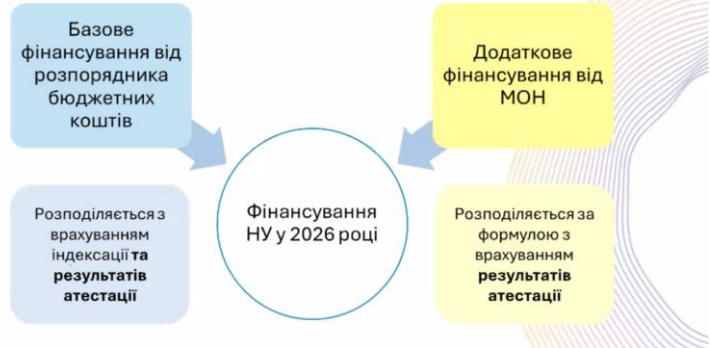 Базове
фінансування від
розпорядника
бюджетних
коштів
Додаткове
фінансування від
МОН
Фінансування
НУ у 2026 році
Розподіляється з
врахуванням
індексації та
результатів
атестації
Розподіляється за
формулою з
врахуванням
результатів
атестації